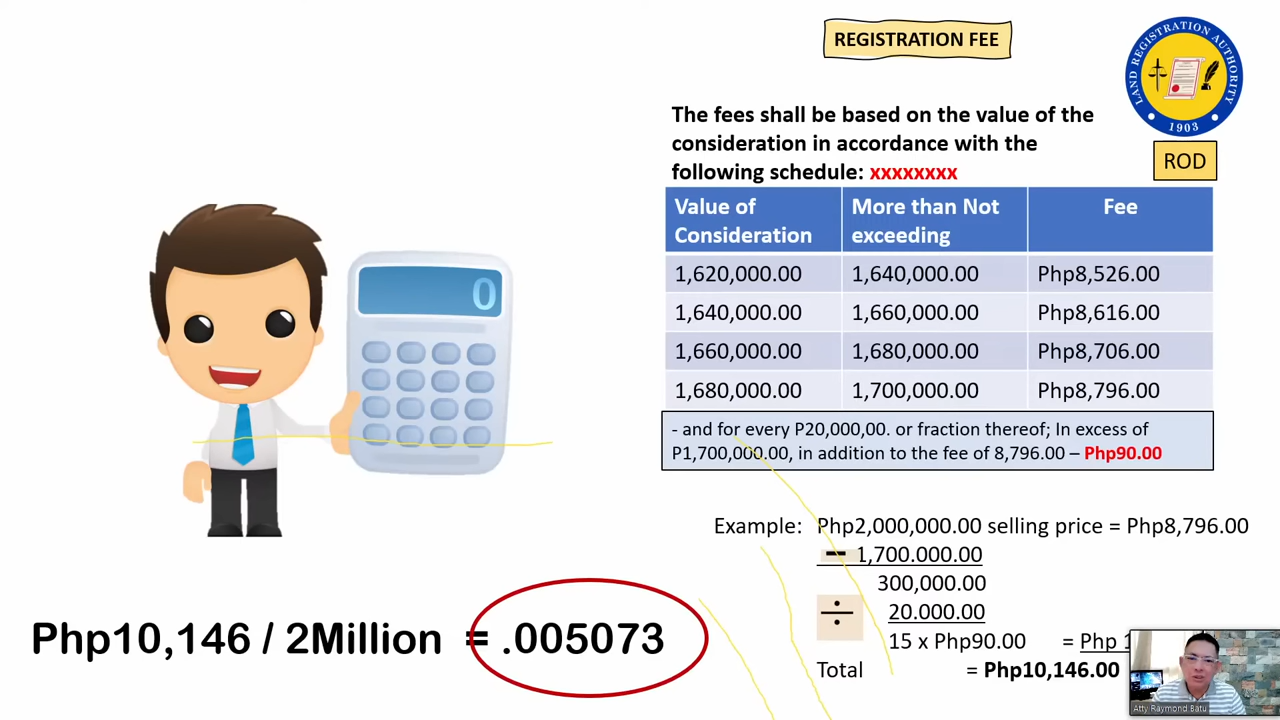 REGISTRATION FEE
LAND REGISTRATION AUTHORITY
1903
ROD
The fees shall be based on the value of the
consideration in accordance with the
following schedule: xxxxxxxx
Value of Consideration More than Not exceeding Fee
1,620,000.00 1,640,000.00 Php8,526.00
1,640,000.00 1,660,000.00 Php8,616.00
1,660,000.00 1,680,000.00 Php8,706.00
1,680,000.00 1,700,000.00 Php8,796.00
- and for every P20,000,00. or fraction thereof; In excess of
P1,700,000.00, in addition to the fee of 8,796.00 – Php90.00
0
Example: Php2,000,000.00 selling price = Php8,796.00
– 1,700.000.00
300,000.00
÷ 20.000.00
15 x Php90.00 = Php 1
Total = Php10,146.00
Php10,146 / 2Million = .005073
Atty Raymond Batu